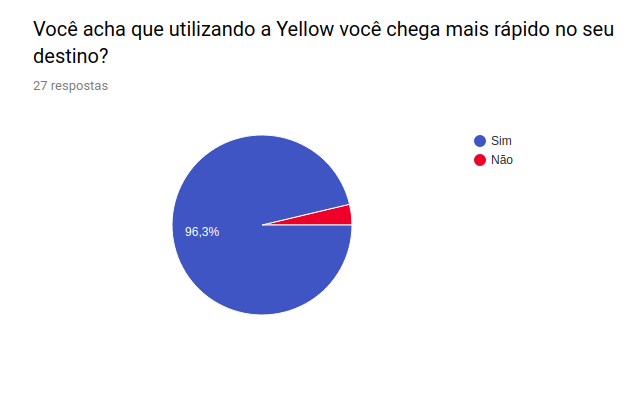 Você acha que utilizando a Yellow você chega mais rápido no seu
destino?
27 respostas
Sim
Não
96,3%